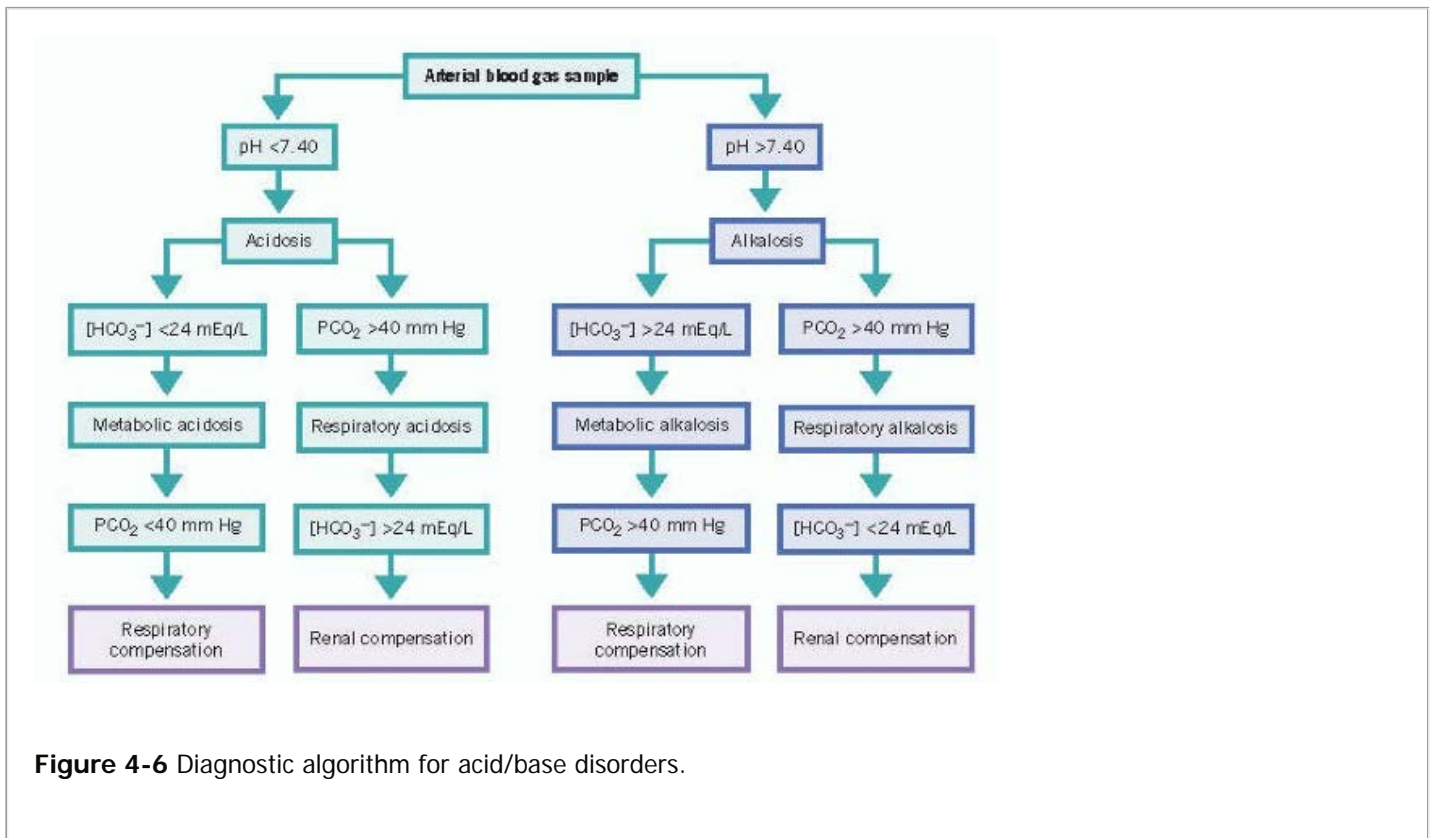 Arterial blood gas sample
pH <7.40
pH >7.40
Acidosis
Alkalosis
[HCO₃⁻] <24 mEq/L
PCO₂ >40 mm Hg
[HCO₃⁻] >24 mEq/L
PCO₂ >40 mm Hg
Metabolic acidosis
Respiratory acidosis
Metabolic alkalosis
Respiratory alkalosis
PCO₂ <40 mm Hg
[HCO₃⁻] >24 mEq/L
PCO₂ >40 mm Hg
[HCO₃⁻] <24 mEq/L
Respiratory
compensation
Renal compensation
Respiratory
compensation
Renal compensation
Figure 4-6 Diagnostic algorithm for acid/base disorders.